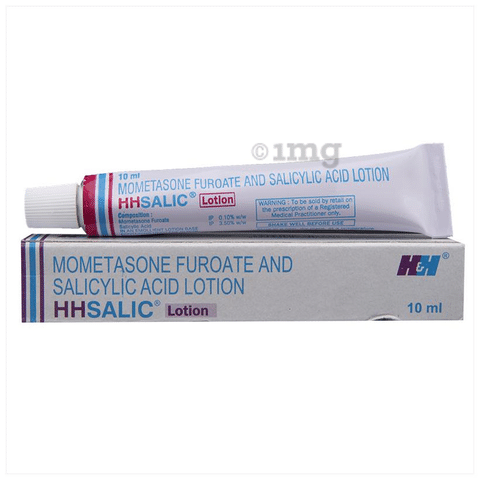 ©1mg
10 ml
MOMETASONE FUROATE AND SALICYLIC ACID LOTION
HHSALIC® Lotion
Composition :
Mometasone Furoate IP 0.10% w/w
Salicylic Acid IP 3.50% w/w
WARNING : To be sold by retail on
the prescription of a Registered
Medical Practitioner only.
SHAKE WELL BEFORE USE
MOMETASONE FUROATE AND
SALICYLIC ACID LOTION
HHSALIC® Lotion
H&H
10 ml